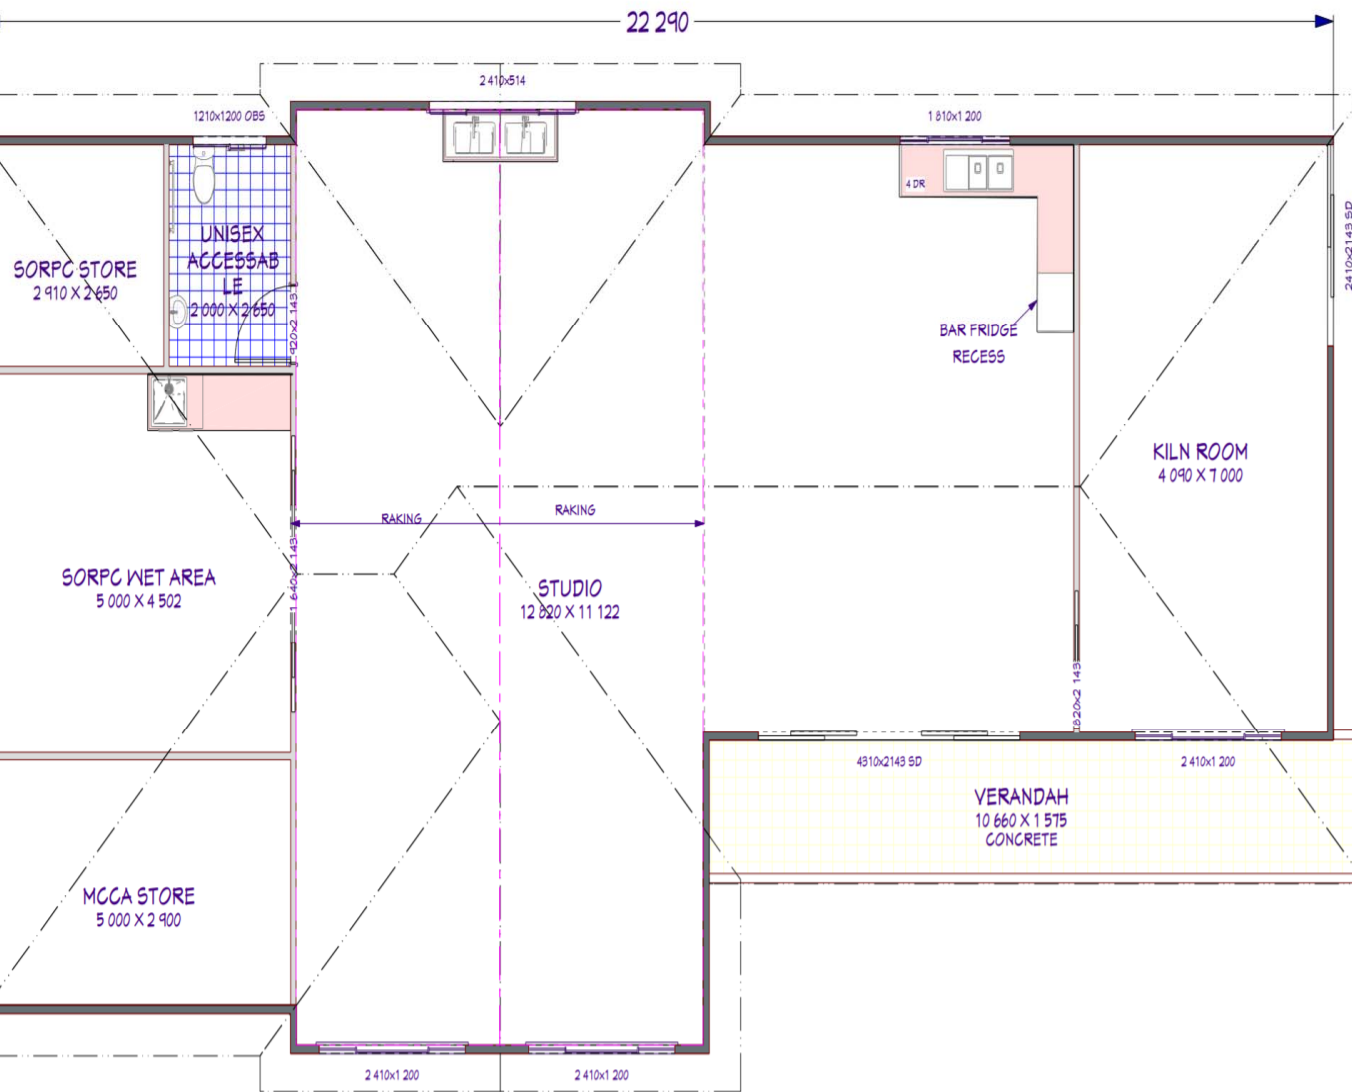 22 290
2 410x514
1210x1200 OBS
1 810x1 200
4 DR
2410x2143 SD
UNISEX
ACCESSAB
LE
2 000 X 2 650
SORPC STORE
2 910 X 2 650
920x2 143
BAR FRIDGE
RECESS
KILN ROOM
4 090 X 7 000
RAKING
RAKING
SORPC WET AREA
5 000 X 4 502
1 640x2 143
STUDIO
12 820 X 11 122
820x2 143
4310x2143 SD
2 410x1 200
VERANDAH
10 660 X 1 575
CONCRETE
MCCA STORE
5 000 X 2 900
2 410x1 200
2 410x1 200